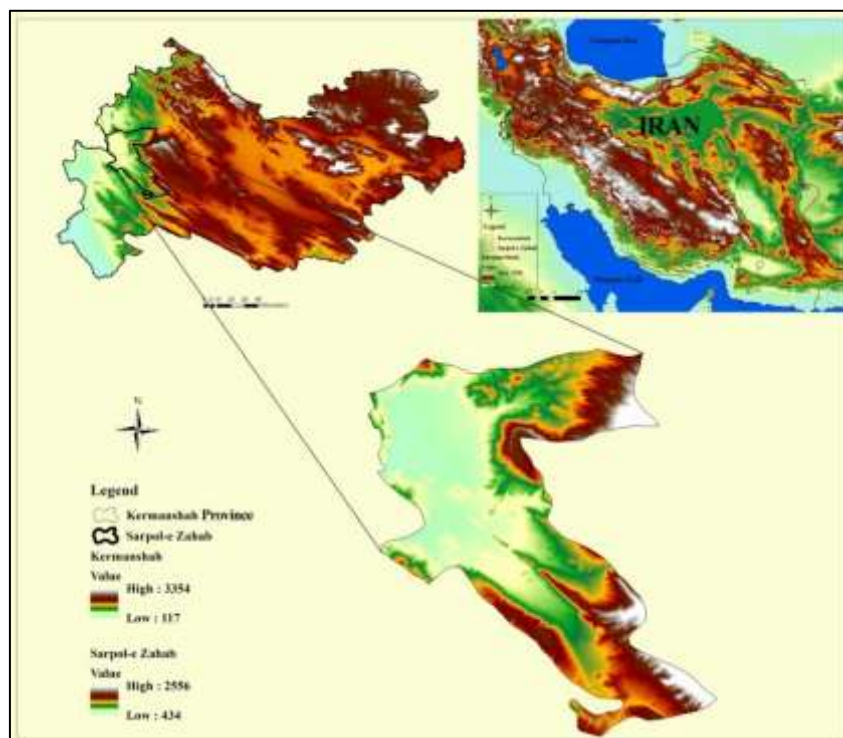 IRAN
Legend
N
Legend
Kermanshah Province
Sarpol-e Zahab
Kermanshah
Value
High : 3354
Low : 117
Sarpol-e Zahab
Value
High : 2556
Low : 434